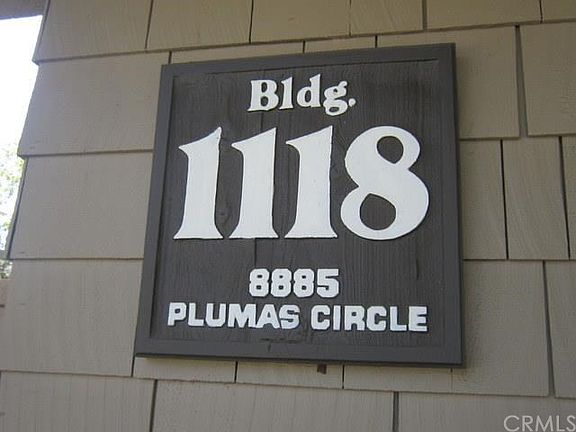 Bldg.
1118
8885
PLUMAS CIRCLE
CRMLS